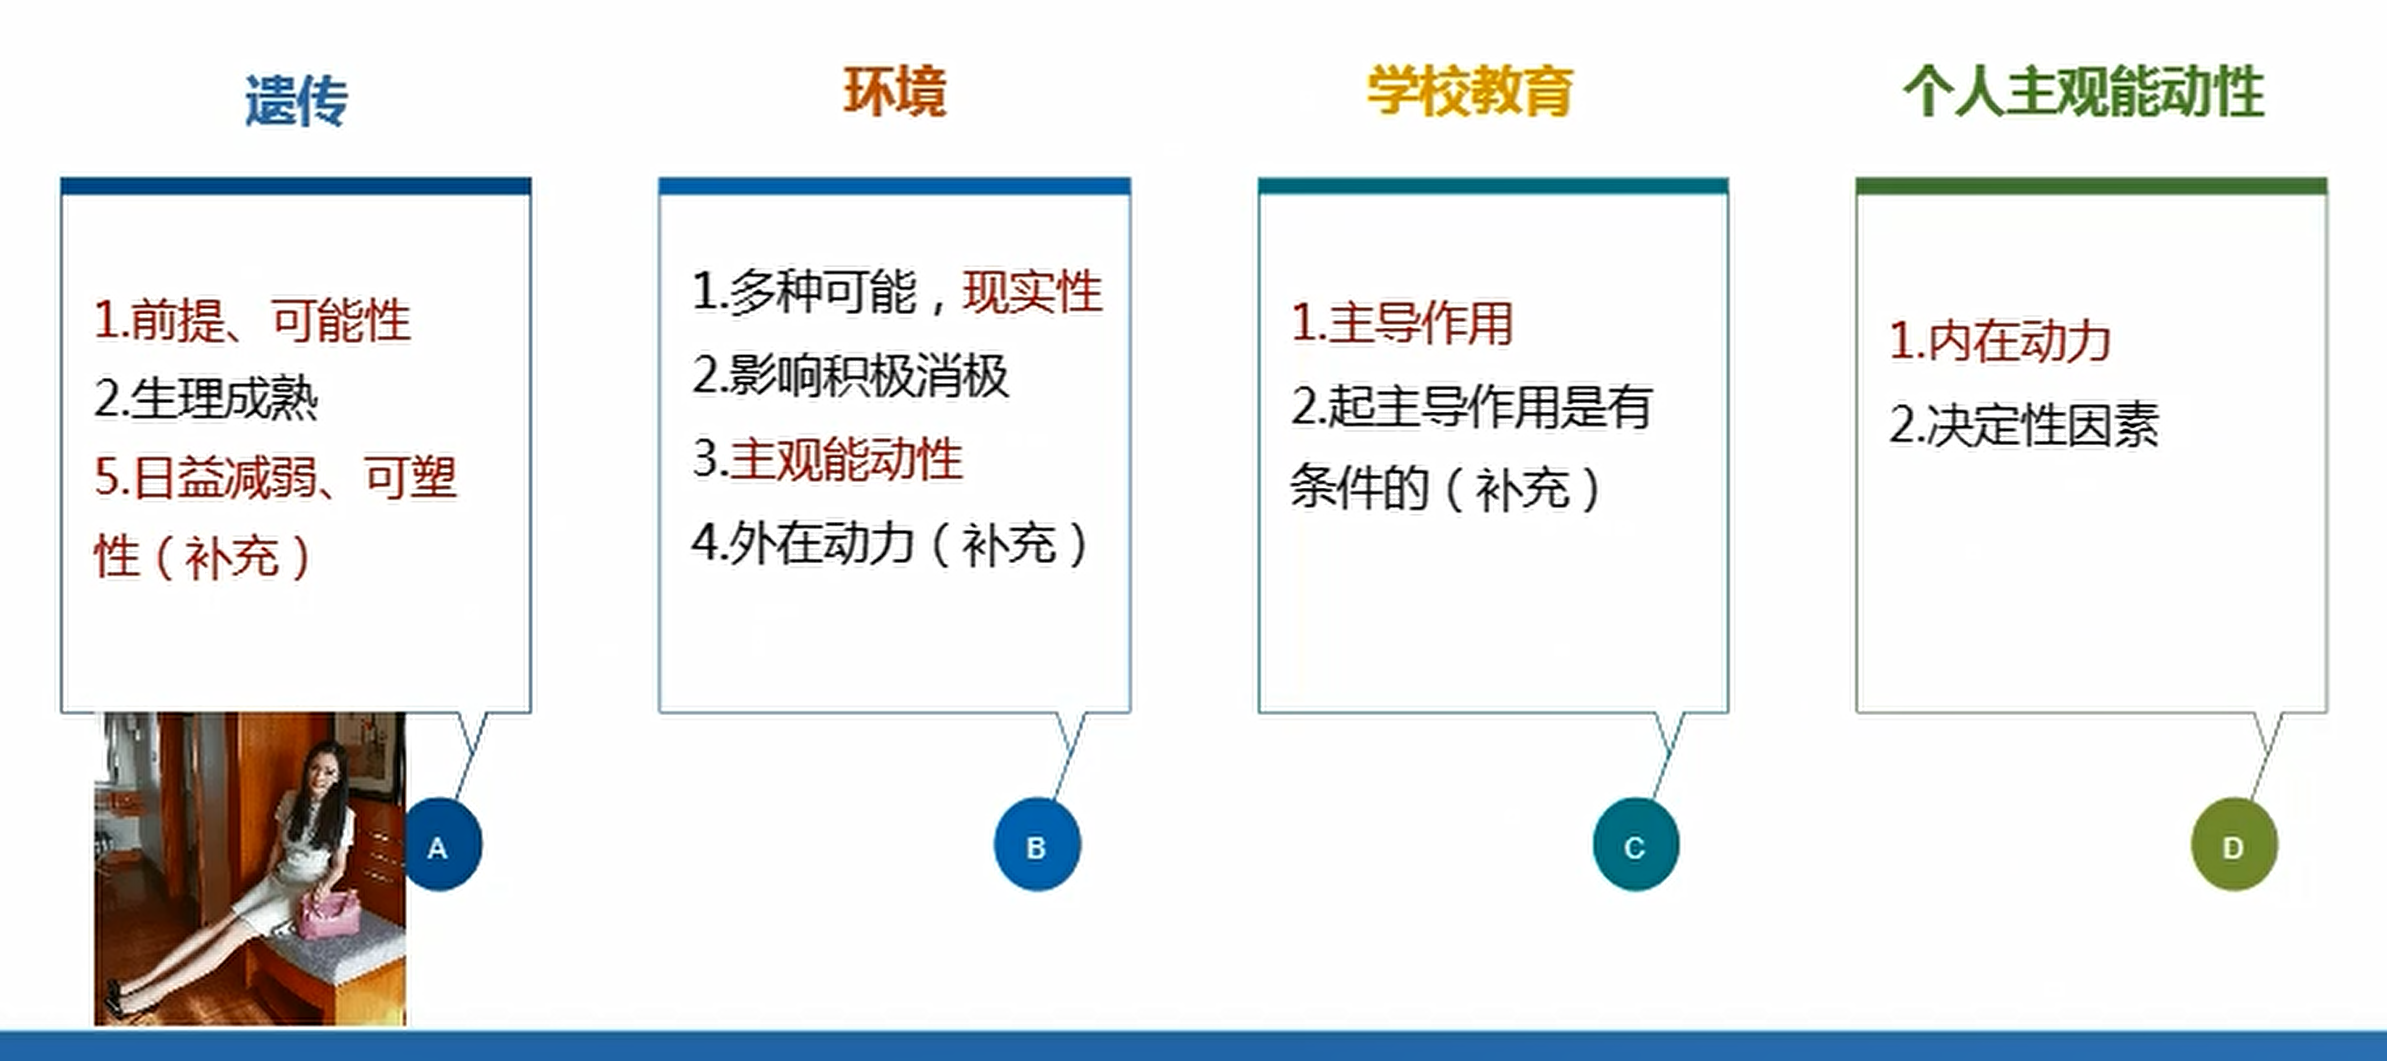 遗传
1.前提、可能性
2.生理成熟
5.日益减弱、可塑
性（补充）
A
环境
1.多种可能，现实性
2.影响积极消极
3.主观能动性
4.外在动力（补充）
B
学校教育
1.主导作用
2.起主导作用是有
条件的（补充）
C
个人主观能动性
1.内在动力
2.决定性因素
D